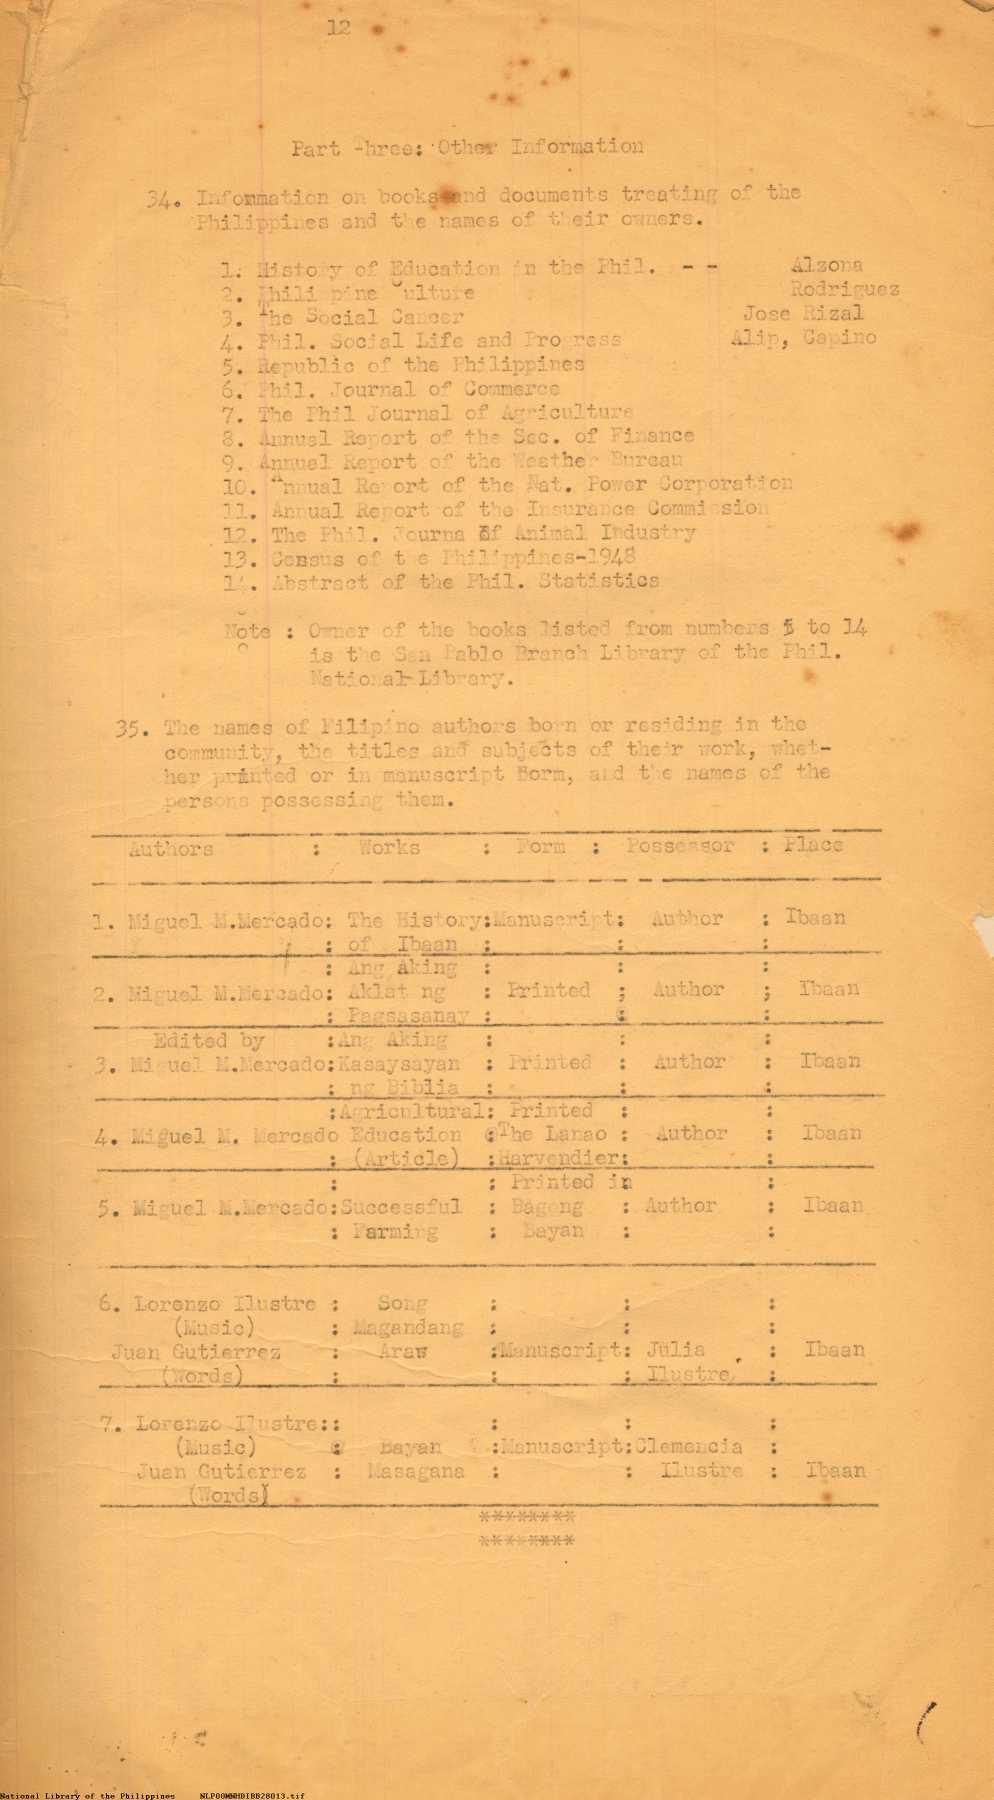 12
Part Three: Other Information
34. Information on books and documents treating of the
Philippines and the names of their owners.
1. History of Education in the Phil. - - Alzona
2. Philippine Culture Rodriguez
3. The Social Cancer Jose Rizal
4. Phil. Social Life and Progress Alip, Capino
5. Republic of the Philippines
6. Phil. Journal of Commerce
7. The Phil Journal of Agriculture
8. Annual Report of the Sec. of Finance
9. Annual Report of the Weather Bureau
10. Annual Report of the Nat. Power Corporation
11. Annual Report of the Insurance Commission
12. The Phil. Journa of Animal Industry
13. Census of the Philippines-1948
14. Abstract of the Phil. Statistics
Note : Owner of the books listed from numbers 5 to 14
is the San Pablo Branch Library of the Phil.
National Library.
35. The names of Filipino authors born or residing in the
community, the titles and subjects of their work, whet-
her printed or in manuscript Form, and the names of the
persons possessing them.
Authors : Works : Form : Possessor : Place
1. Miguel M.Mercado: The History:Manuscript: Author : Ibaan
: of Ibaan : : :
: Ang Aking : : :
2. Miguel M.Mercado: Aklat ng : Printed ; Author ; Ibaan
: Pagsasanay : : :
Edited by :Ang Aking : : :
3. Miguel M.Mercado:Kasaysayan : Printed : Author : Ibaan
: ng Biblia : : :
:Agricultural: Printed : :
4. Miguel M. Mercado Education :The Lanao : Author : Ibaan
: (Article) :Harvendier: :
: : Printed in :
5. Miguel M.Mercado:Successful : Bagong : Author : Ibaan
: Farming : Bayan : :
6. Lorenzo Ilustre : Song : : :
(Music) : Magandang : : :
Juan Gutierrez : Araw :Manuscript: Julia : Ibaan
(Words) : : : Ilustre, :
7. Lorenzo Ilustre:: : : :
(Music) : Bayan :Manuscript:Clemencia :
Juan Gutierrez : Masagana : : Ilustre : Ibaan
(Words)
********
********
National Library of the Philippines